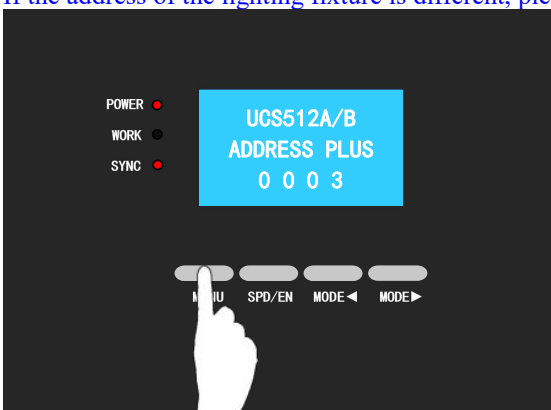 If the address of the lighting fixture is different, ple
POWER
WORK
SYNC
UCS512A/B
ADDRESS PLUS
0 0 0 3
SPD/EN
MODE◀
MODE▶